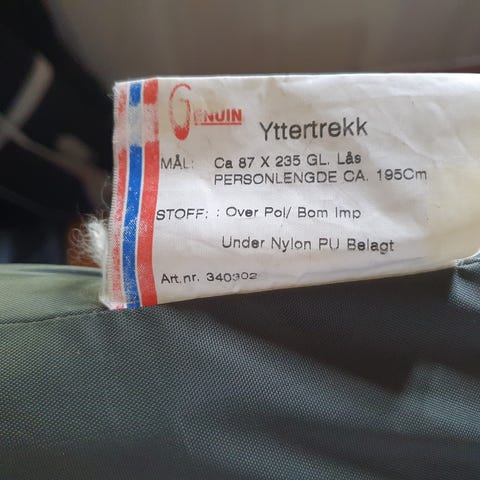 GENUIN
Yttertrekk
MÅL: Ca 87 X 235 GL. Lås
PERSONLENGDE CA. 195Cm
STOFF: : Over Pol/ Bom Imp
Under Nylon PU Belagt
Art.nr. 340302